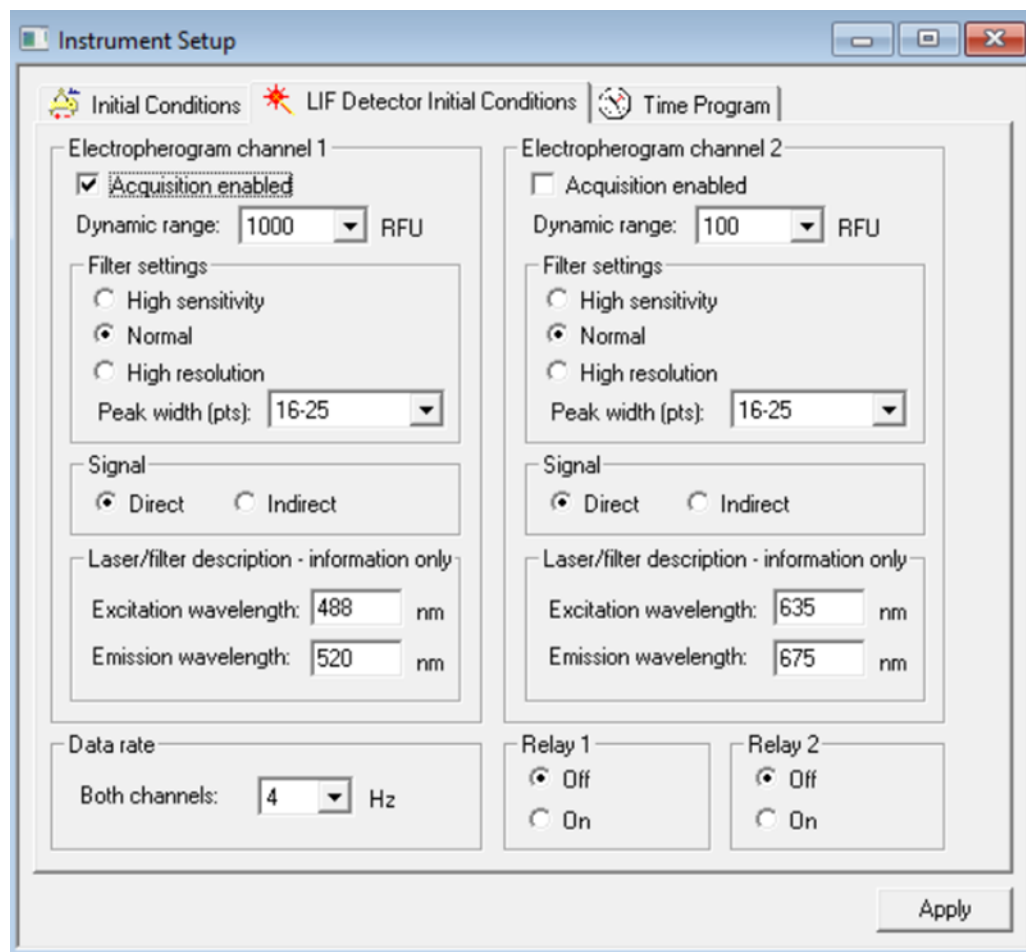 Instrument Setup
Initial Conditions
LIF Detector Initial Conditions
Time Program
Electropherogram channel 1
Acquisition enabled
Dynamic range: 1000 RFU
Filter settings
High sensitivity
Normal
High resolution
Peak width (pts): 16-25
Signal
Direct Indirect
Laser/filter description - information only
Excitation wavelength: 488 nm
Emission wavelength: 520 nm
Electropherogram channel 2
Acquisition enabled
Dynamic range: 100 RFU
Filter settings
High sensitivity
Normal
High resolution
Peak width (pts): 16-25
Signal
Direct Indirect
Laser/filter description - information only
Excitation wavelength: 635 nm
Emission wavelength: 675 nm
Data rate
Both channels: 4 Hz
Relay 1
Off
On
Relay 2
Off
On
Apply